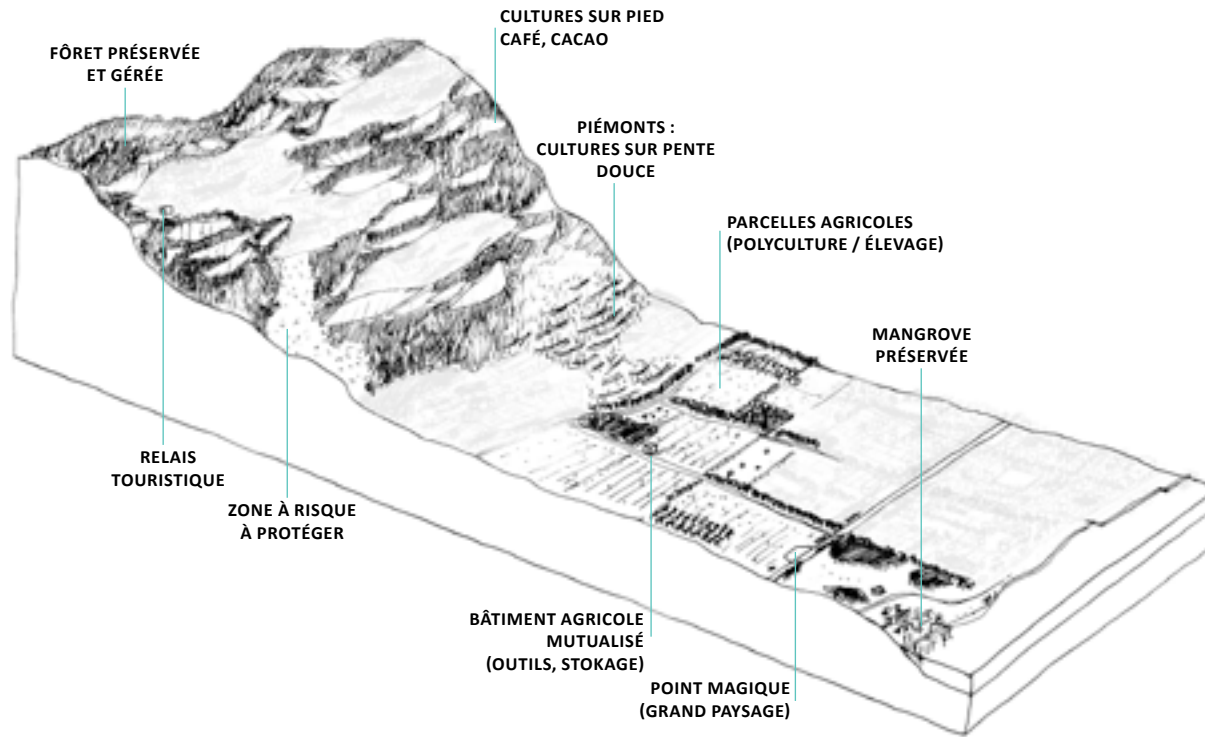 CULTURES SUR PIED
CAFÉ, CACAO
FÔRET PRÉSERVÉE
ET GÉRÉE
PIÉMONTS :
CULTURES SUR PENTE
DOUCE
PARCELLES AGRICOLES
(POLYCULTURE / ÉLEVAGE)
MANGROVE
PRÉSERVÉE
RELAIS
TOURISTIQUE
ZONE À RISQUE
À PROTÉGER
BÂTIMENT AGRICOLE
MUTUALISÉ
(OUTILS, STOKAGE)
POINT MAGIQUE
(GRAND PAYSAGE)